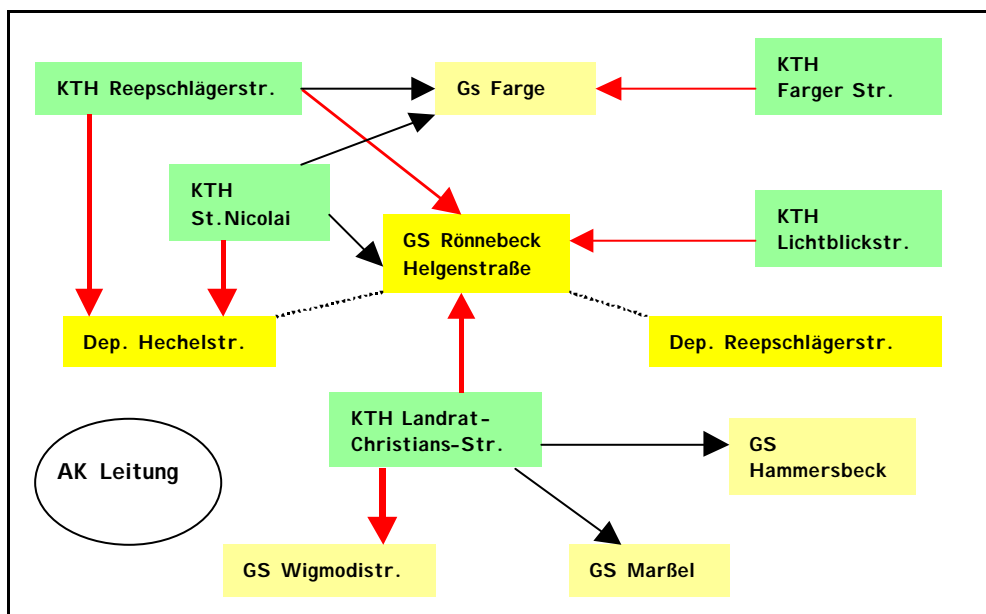 KTH Reepschlägerstr.
Gs Farge
KTH
Farger Str.
KTH
St.Nicolai
GS Rönnebeck
Helgenstraße
KTH
Lichtblickstr.
Dep. Hechelstr.
Dep. Reepschlägerstr.
KTH Landrat-
Christians-Str.
GS
Hammersbeck
AK Leitung
GS Wigmodistr.
GS Marßel